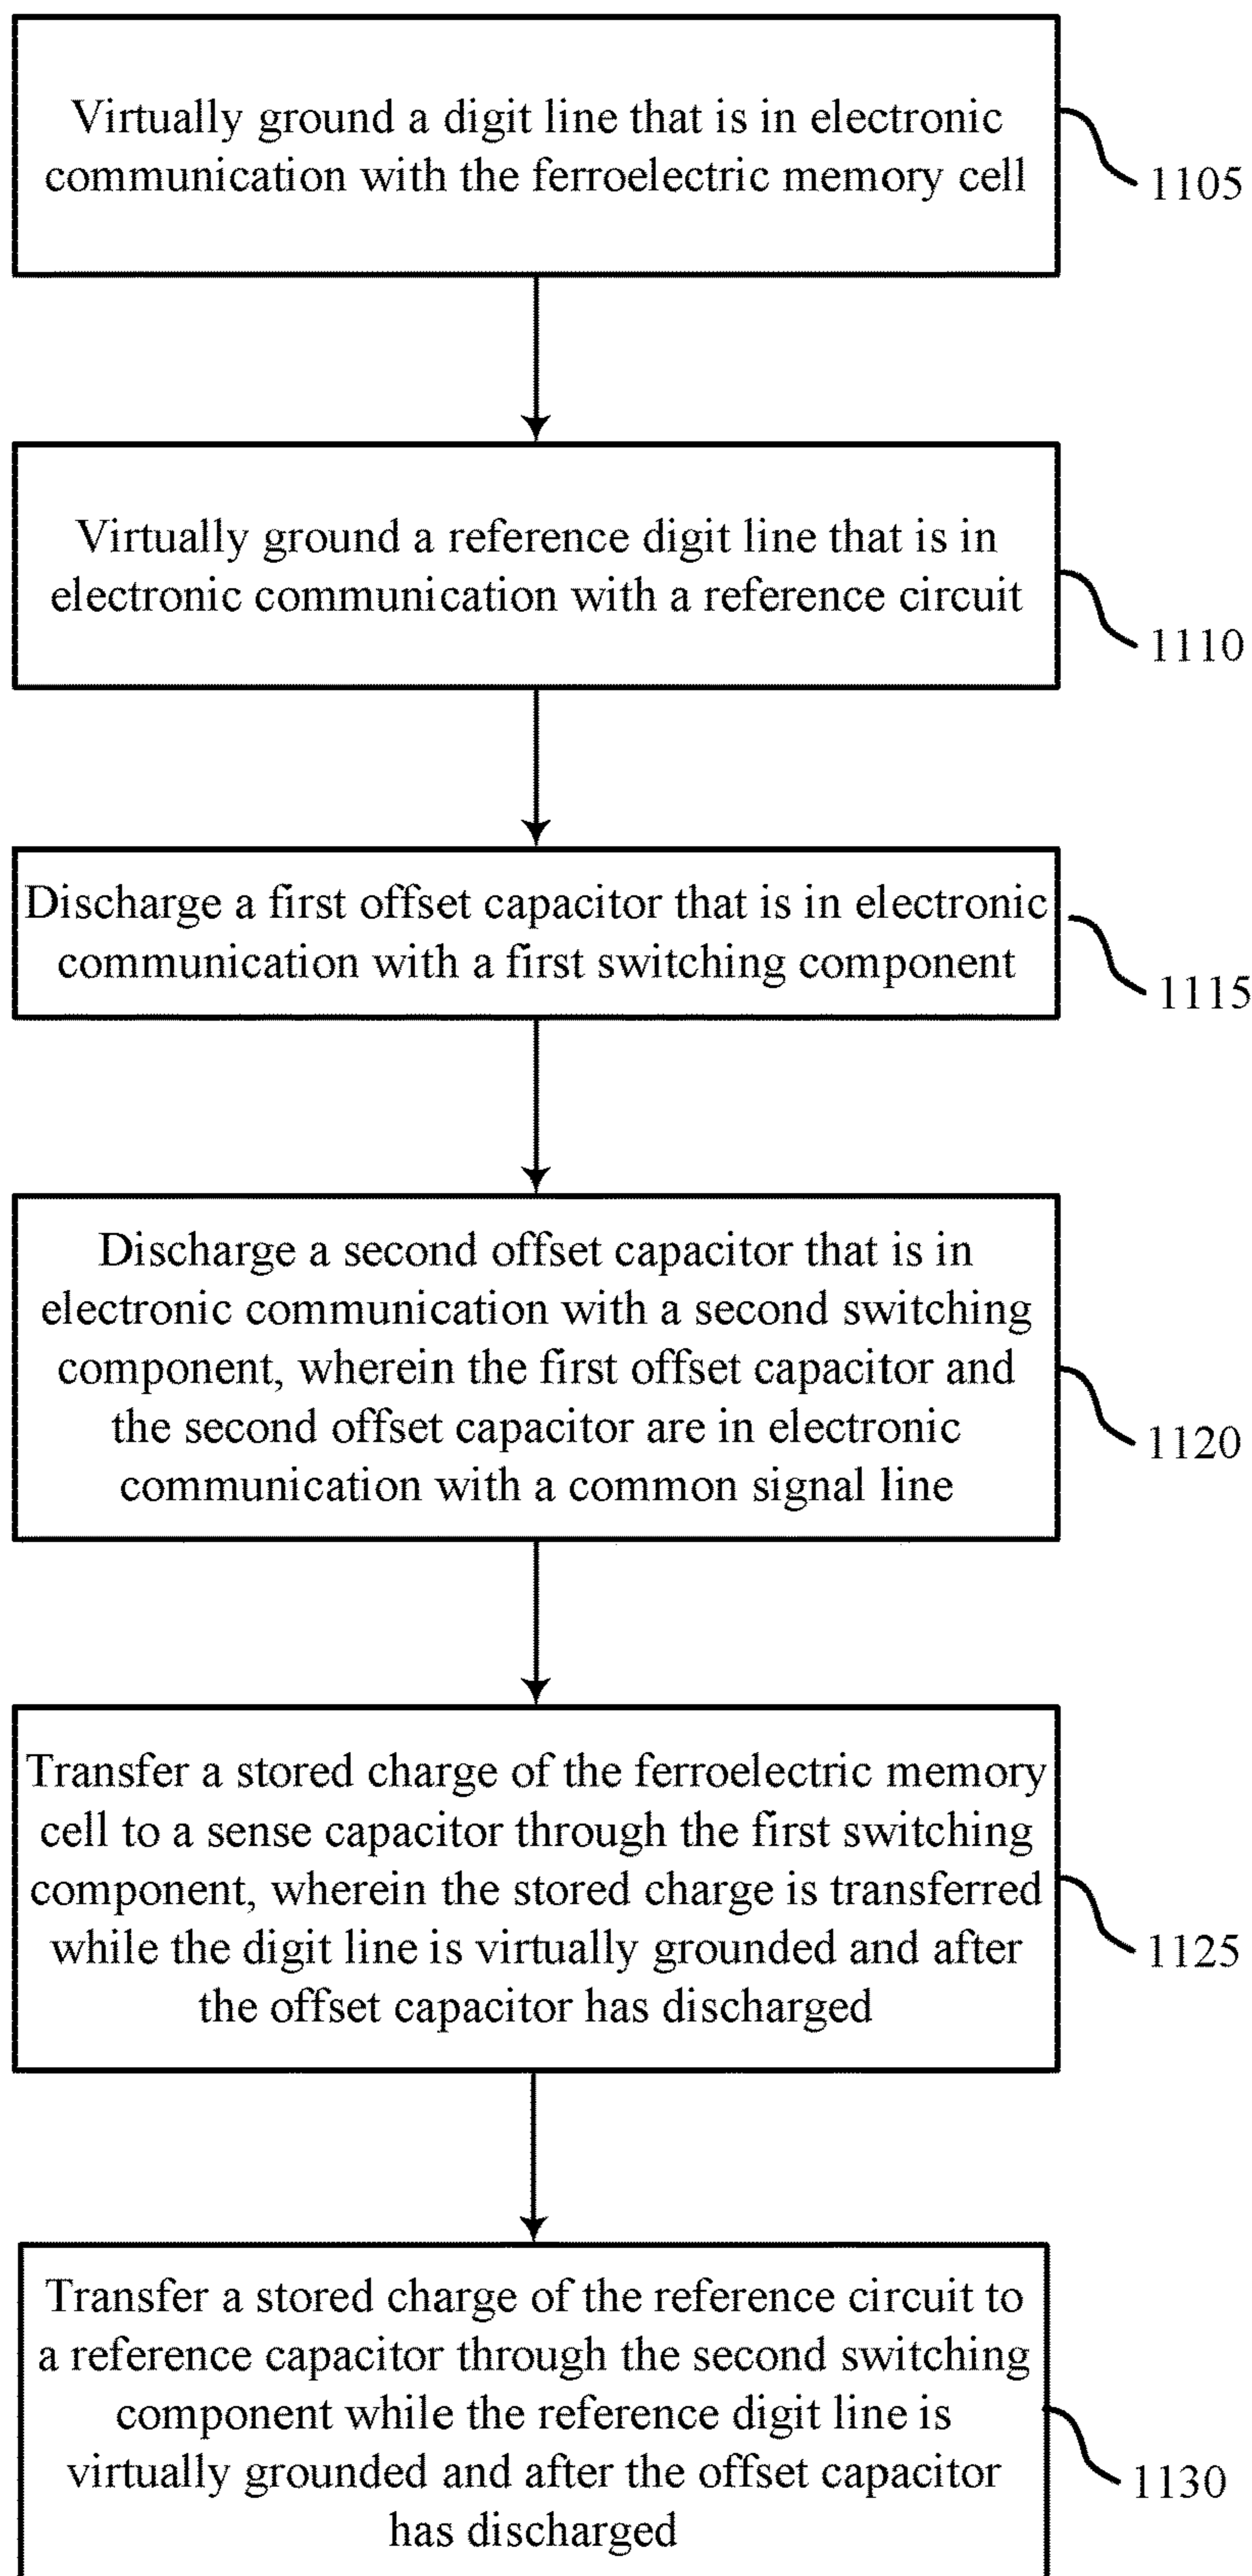 Virtually ground a digit line that is in electronic
communication with the ferroelectric memory cell
1105
Virtually ground a reference digit line that is in
electronic communication with a reference circuit
1110
Discharge a first offset capacitor that is in electronic
communication with a first switching component
1115
Discharge a second offset capacitor that is in
electronic communication with a second switching
component, wherein the first offset capacitor and
the second offset capacitor are in electronic
communication with a common signal line
1120
Transfer a stored charge of the ferroelectric memory
cell to a sense capacitor through the first switching
component, wherein the stored charge is transferred
while the digit line is virtually grounded and after
the offset capacitor has discharged
1125
Transfer a stored charge of the reference circuit to
a reference capacitor through the second switching
component while the reference digit line is
virtually grounded and after the offset capacitor
has discharged
1130